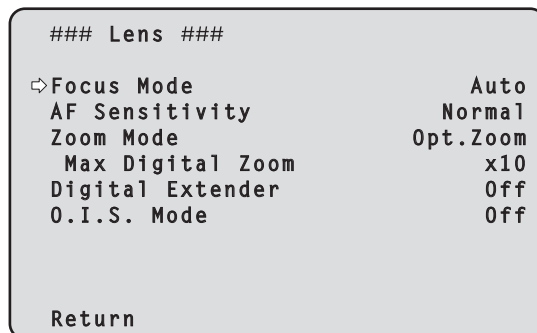 ### Lens ###
⇨Focus Mode Auto
AF Sensitivity Normal
Zoom Mode Opt.Zoom
Max Digital Zoom x10
Digital Extender Off
O.I.S. Mode Off
Return